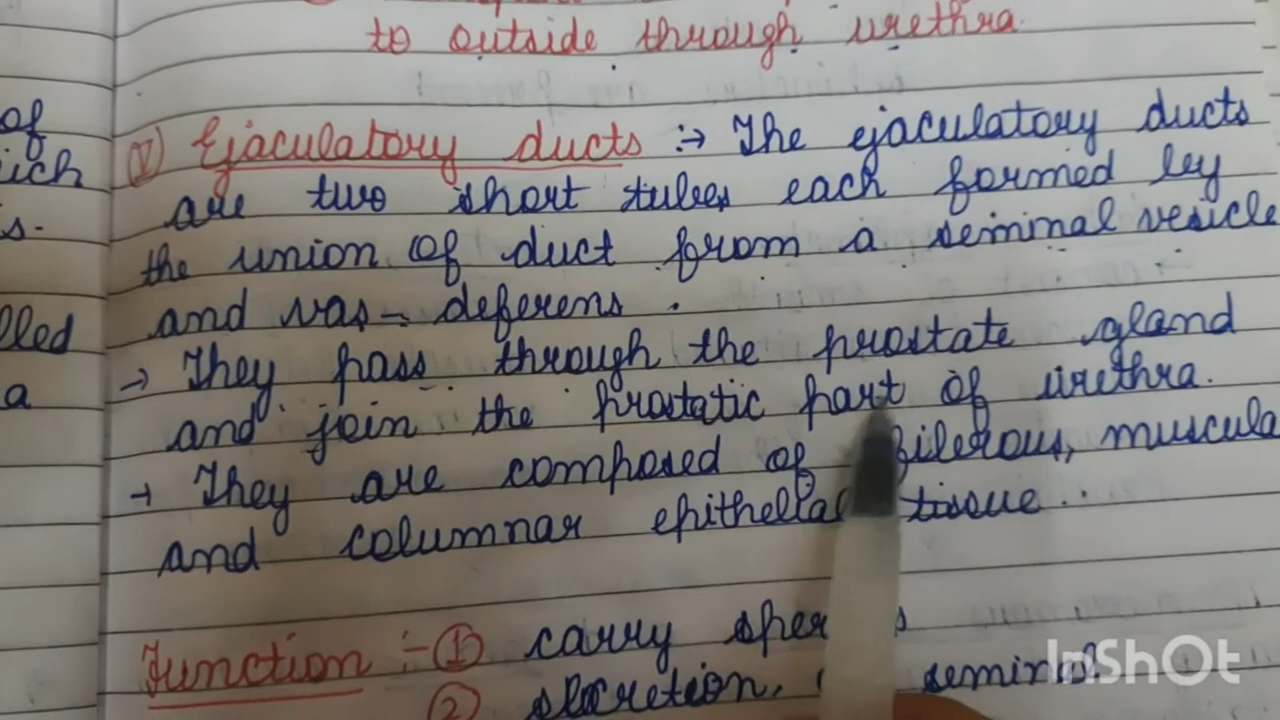 to outside through urethra.
of
ich
s.
lled
a
(V) Ejaculatory ducts :→ The ejaculatory ducts
are two short tubes each formed by
the union of duct from a seminal vesicle
and vas-deferens.
→ They pass through the prostate gland
and join the prostatic part of urethra.
→ They are composed of fiberous, muscula
and columnar epithelial tissue.
Function :- ① carry sper s
② secretion, seminal
InShOt